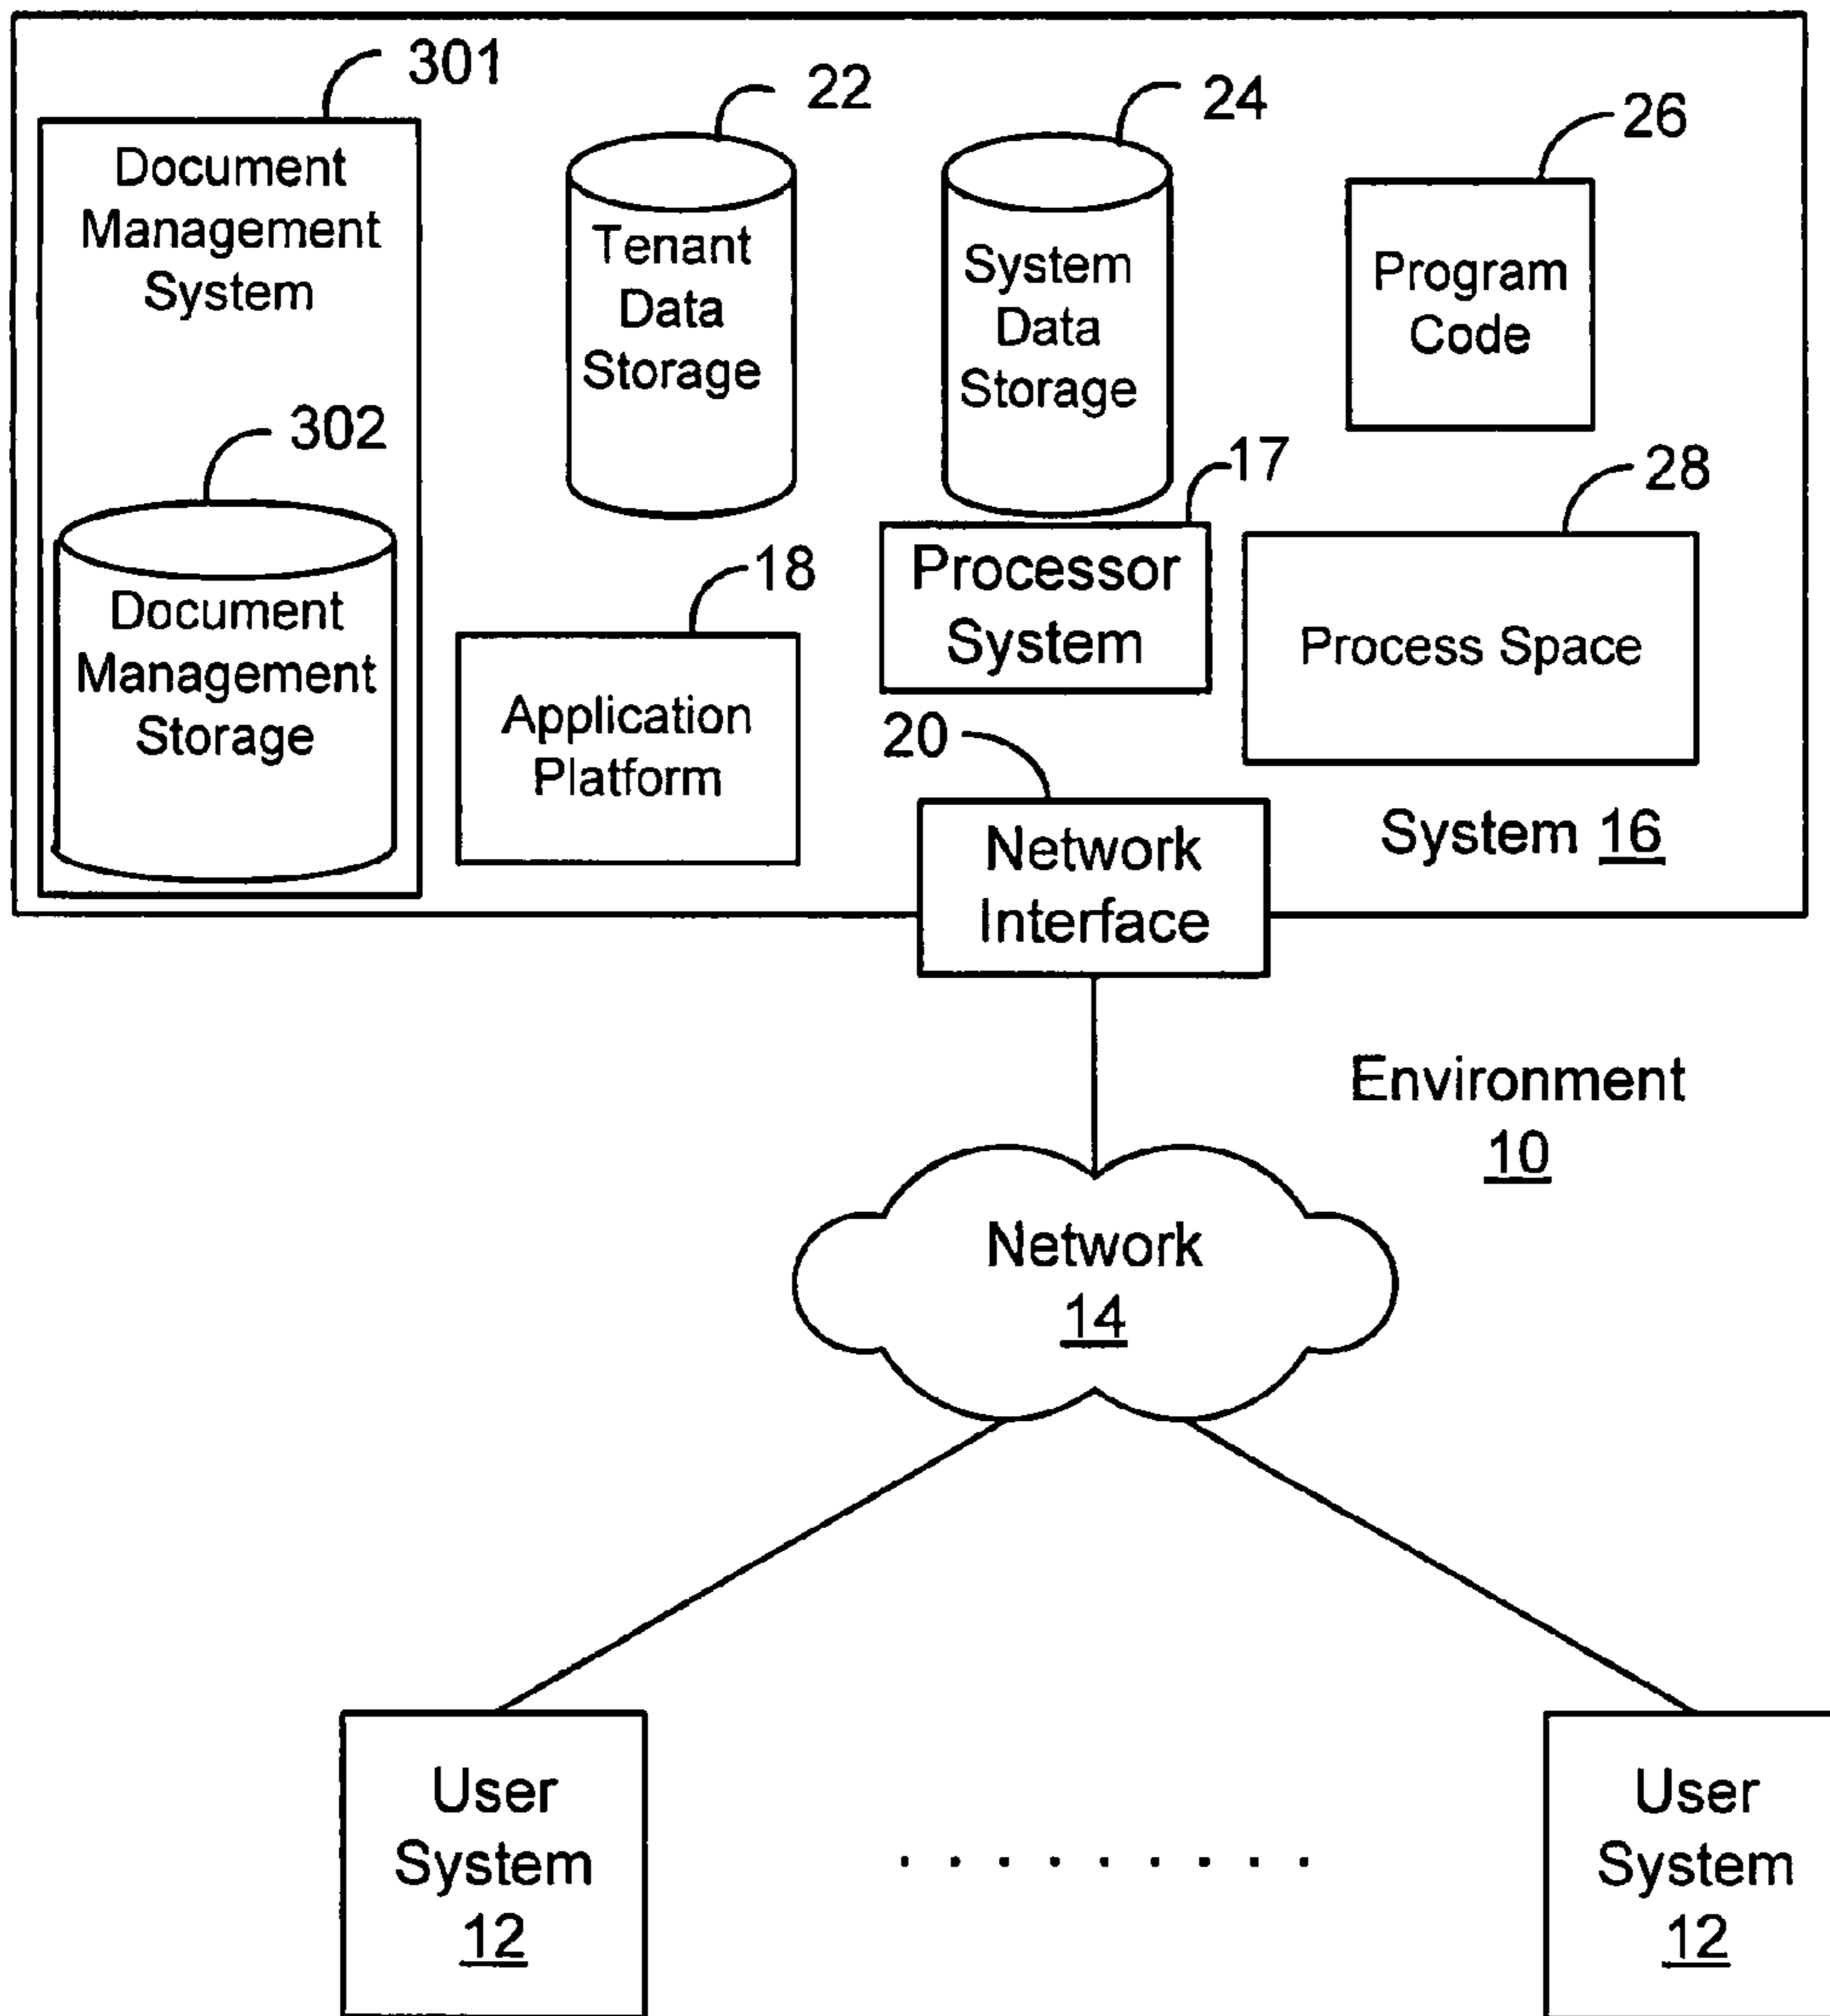 301
22
24
26
Document
Management
System
Tenant
Data
Storage
System
Data
Storage
Program
Code
302
17
28
Document
Management
Storage
18
Processor
System
Process Space
Application
Platform
20
System 16
Network
Interface
Environment
10
Network
14
User
System
12
. . . . . . . . .
User
System
12